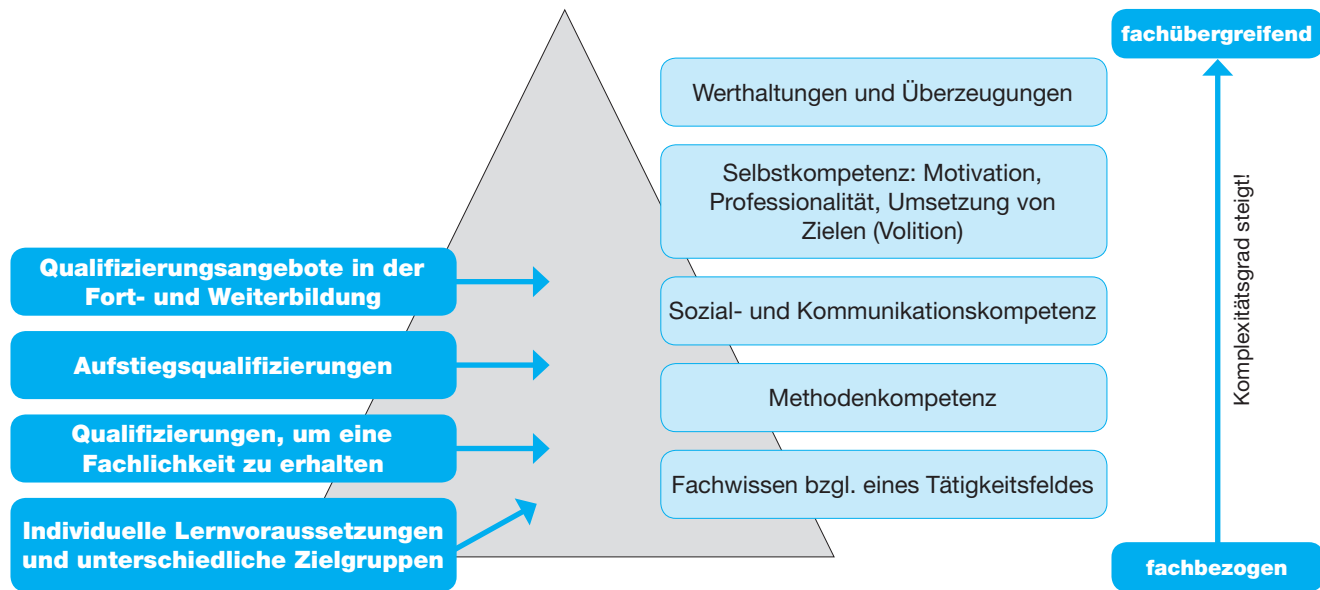 fachübergreifend
Werthaltungen und Überzeugungen
Selbstkompetenz: Motivation,
Professionalität, Umsetzung von
Zielen (Volition)
Komplexitätsgrad steigt!
Qualifizierungsangebote in der
Fort- und Weiterbildung
Sozial- und Kommunikationskompetenz
Aufstiegsqualifizierungen
Methodenkompetenz
Qualifizierungen, um eine
Fachlichkeit zu erhalten
Fachwissen bzgl. eines Tätigkeitsfeldes
Individuelle Lernvoraussetzungen
und unterschiedliche Zielgruppen
fachbezogen